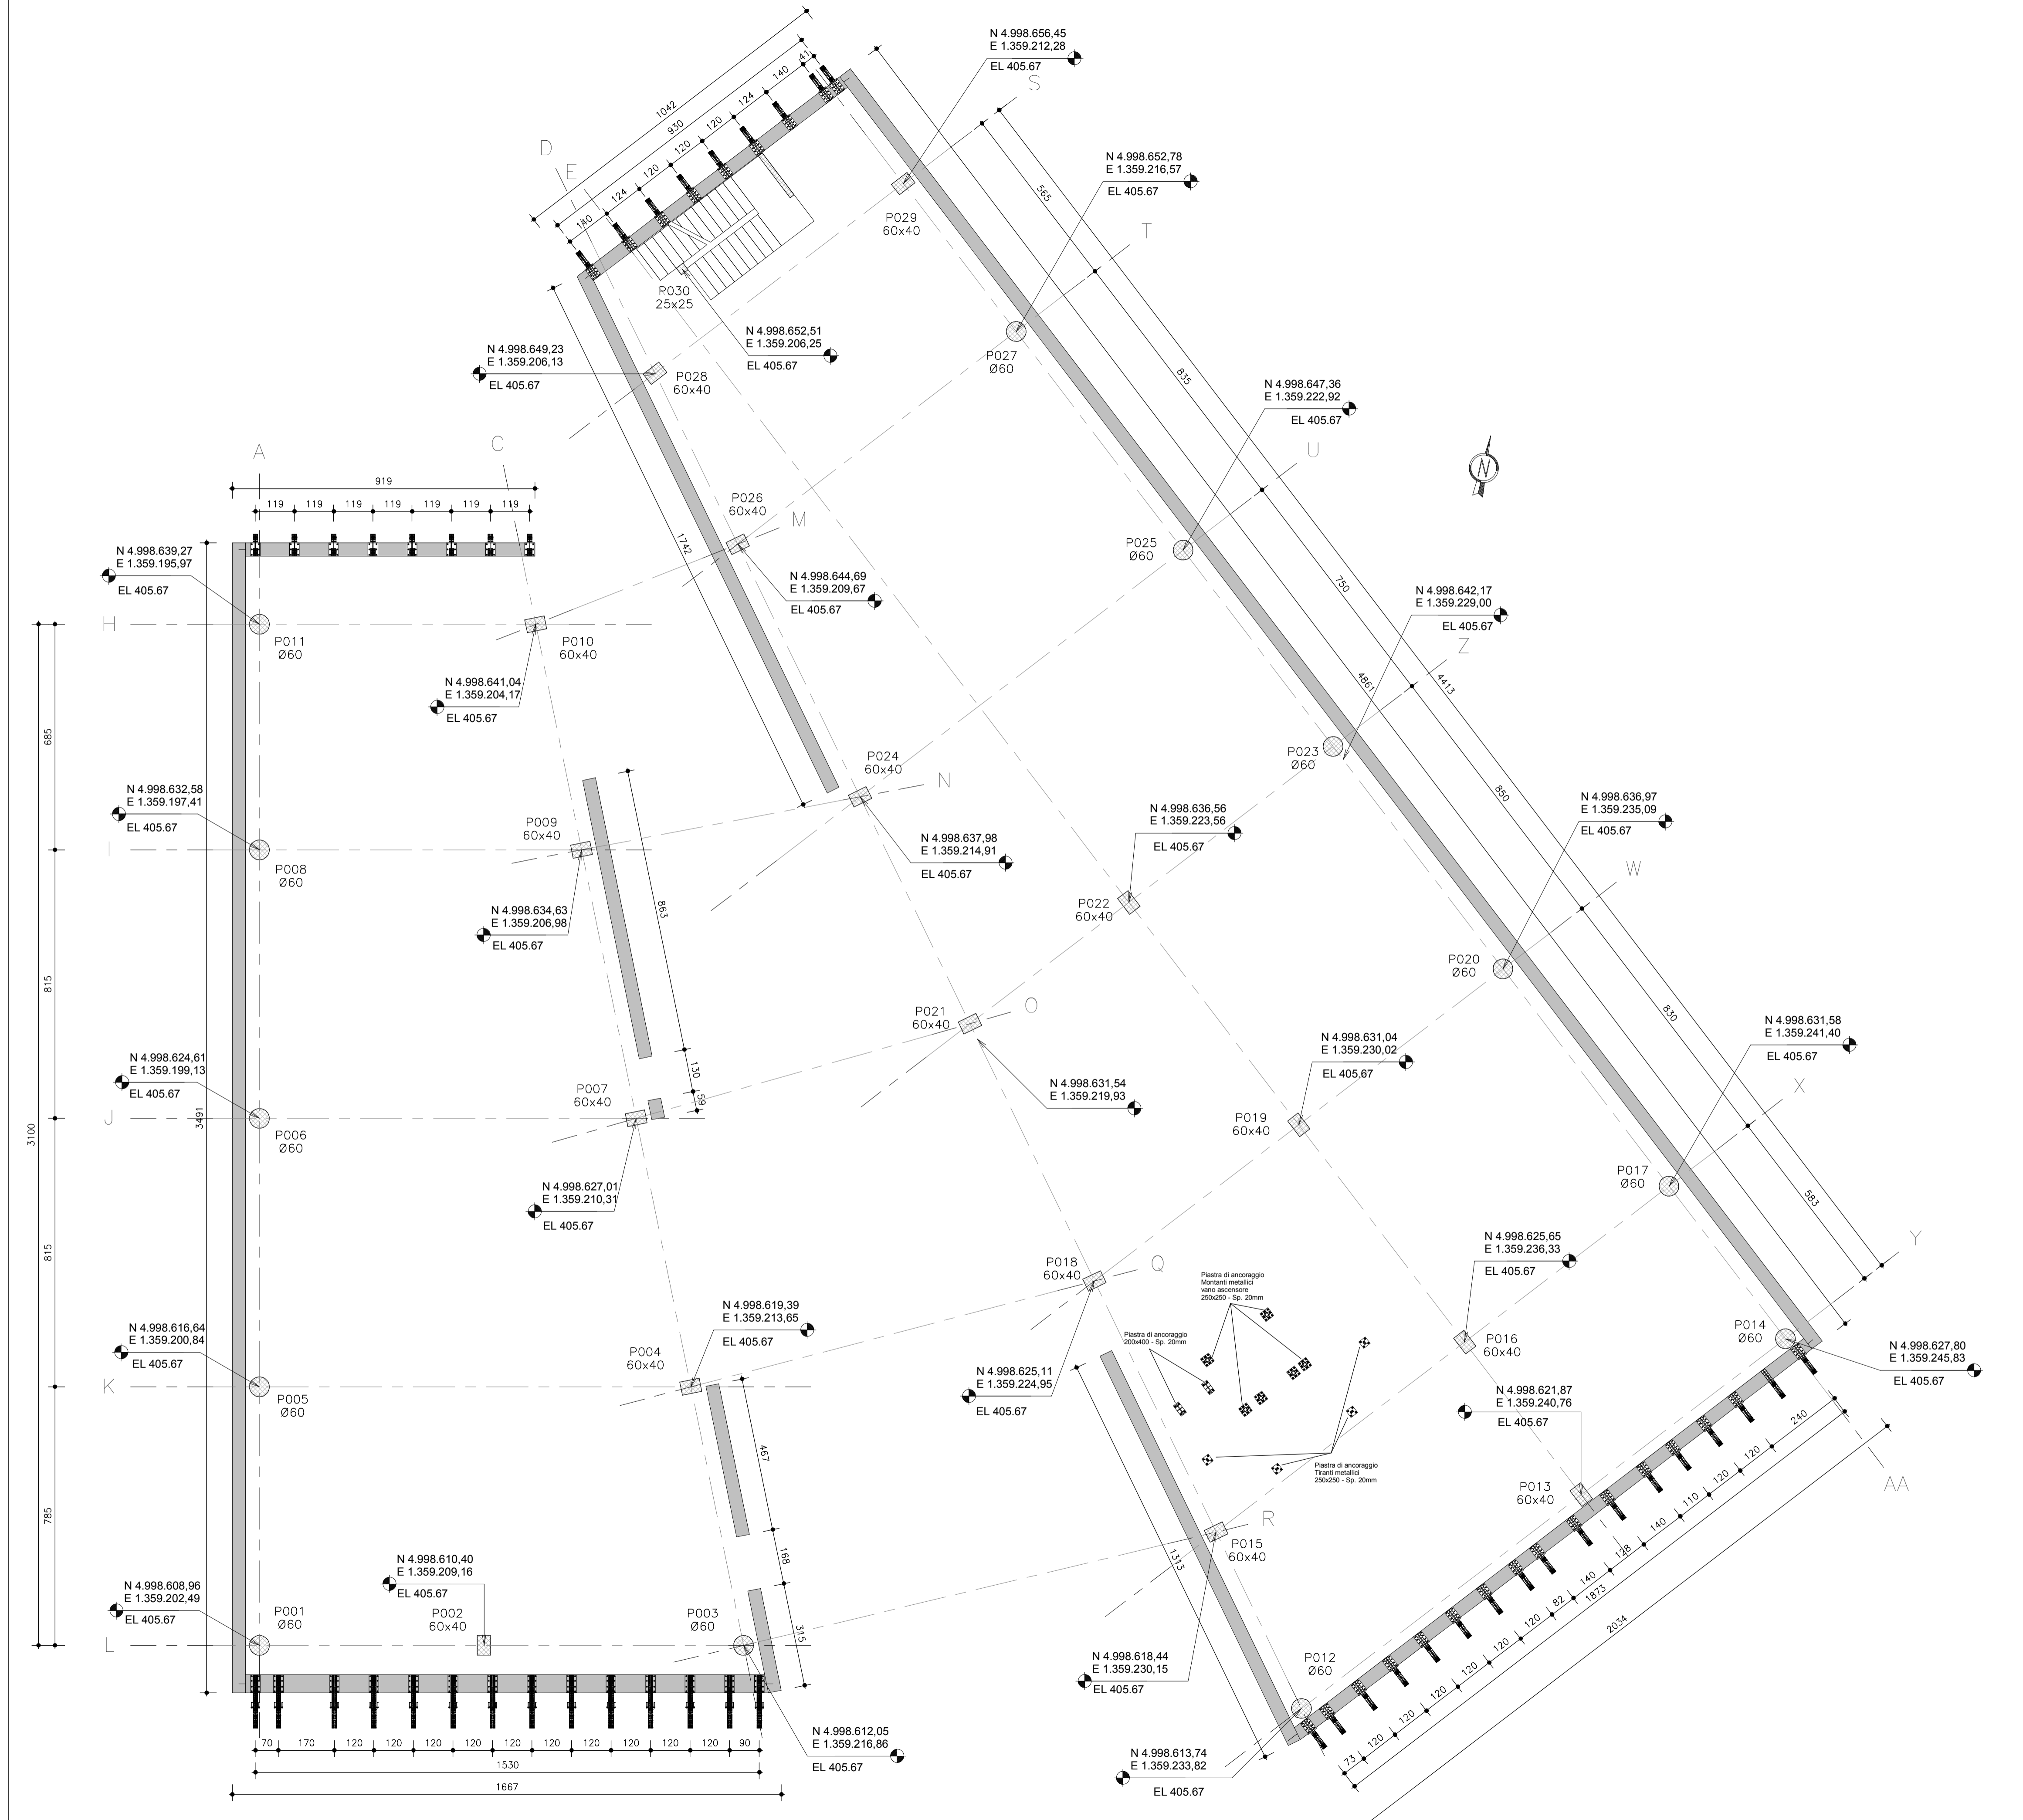 N 4.998.656,45
E 1.359.212,28
EL 405.67
S
1042
930
41
140
124
120
120
120
124
140
D
E
N 4.998.652,78
E 1.359.216,57
EL 405.67
P029
60x40
T
565
P030
25x25
N 4.998.652,51
E 1.359.206,25
EL 405.67
P027
Ø60
N 4.998.649,23
E 1.359.206,13
EL 405.67
P028
60x40
835
N 4.998.647,36
E 1.359.222,92
EL 405.67
A
C
U
N
919
119
119
119
119
119
119
119
P026
60x40
M
1742
P025
Ø60
N 4.998.639,27
E 1.359.195,97
EL 405.67
N 4.998.644,69
E 1.359.209,67
EL 405.67
750
N 4.998.642,17
E 1.359.229,00
EL 405.67
H
P011
Ø60
P010
60x40
Z
N 4.998.641,04
E 1.359.204,17
EL 405.67
4861
4413
685
P024
60x40
P023
Ø60
N
N 4.998.632,58
E 1.359.197,41
EL 405.67
850
N 4.998.636,97
E 1.359.235,09
EL 405.67
P009
60x40
N 4.998.636,56
E 1.359.223,56
EL 405.67
I
P008
Ø60
N 4.998.637,98
E 1.359.214,91
EL 405.67
W
863
N 4.998.634,63
E 1.359.206,98
EL 405.67
P022
60x40
P020
Ø60
815
P021
60x40
O
830
N 4.998.631,58
E 1.359.241,40
EL 405.67
N 4.998.631,04
E 1.359.230,02
EL 405.67
N 4.998.624,61
E 1.359.199,13
EL 405.67
130
59
P007
60x40
N 4.998.631,54
E 1.359.219,93
X
3100
3491
J
P006
Ø60
P019
60x40
P017
Ø60
N 4.998.627,01
E 1.359.210,31
EL 405.67
583
815
P018
60x40
Q
N 4.998.625,65
E 1.359.236,33
EL 405.67
Y
Piastra di ancoraggio
Montanti metallici
vano ascensore
250x250 - Sp. 20mm
N 4.998.619,39
E 1.359.213,65
EL 405.67
N 4.998.616,64
E 1.359.200,84
EL 405.67
Piastra di ancoraggio
200x400 - Sp. 20mm
P016
60x40
P014
Ø60
N 4.998.627,80
E 1.359.245,83
EL 405.67
P004
60x40
N 4.998.625,11
E 1.359.224,95
EL 405.67
K
P005
Ø60
N 4.998.621,87
E 1.359.240,76
EL 405.67
467
240
120
120
110
140
128
140
82
120
120
120
120
120
120
73
1873
2034
Piastra di ancoraggio
Tiranti metallici
250x250 - Sp. 20mm
P013
60x40
AA
785
R
P015
60x40
1313
168
N 4.998.610,40
E 1.359.209,16
EL 405.67
N 4.998.608,96
E 1.359.202,49
EL 405.67
P001
Ø60
P002
60x40
P003
Ø60
315
L
N 4.998.618,44
E 1.359.230,15
EL 405.67
P012
Ø60
N 4.998.612,05
E 1.359.216,86
EL 405.67
N 4.998.613,74
E 1.359.233,82
EL 405.67
70
170
120
120
120
120
120
120
120
120
120
120
90
1530
1667